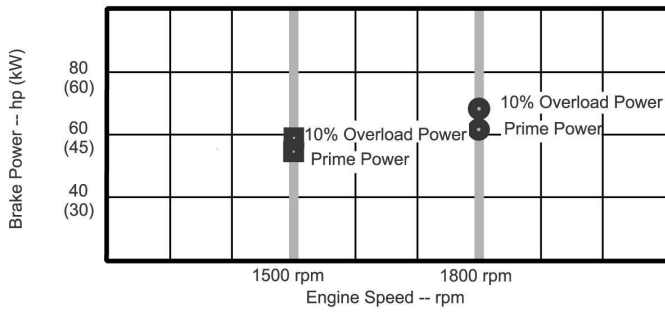 Brake Power -- hp (kW)
80
(60)
60
(45)
40
(30)
10% Overload Power
Prime Power
10% Overload Power
Prime Power
1500 rpm
1800 rpm
Engine Speed -- rpm